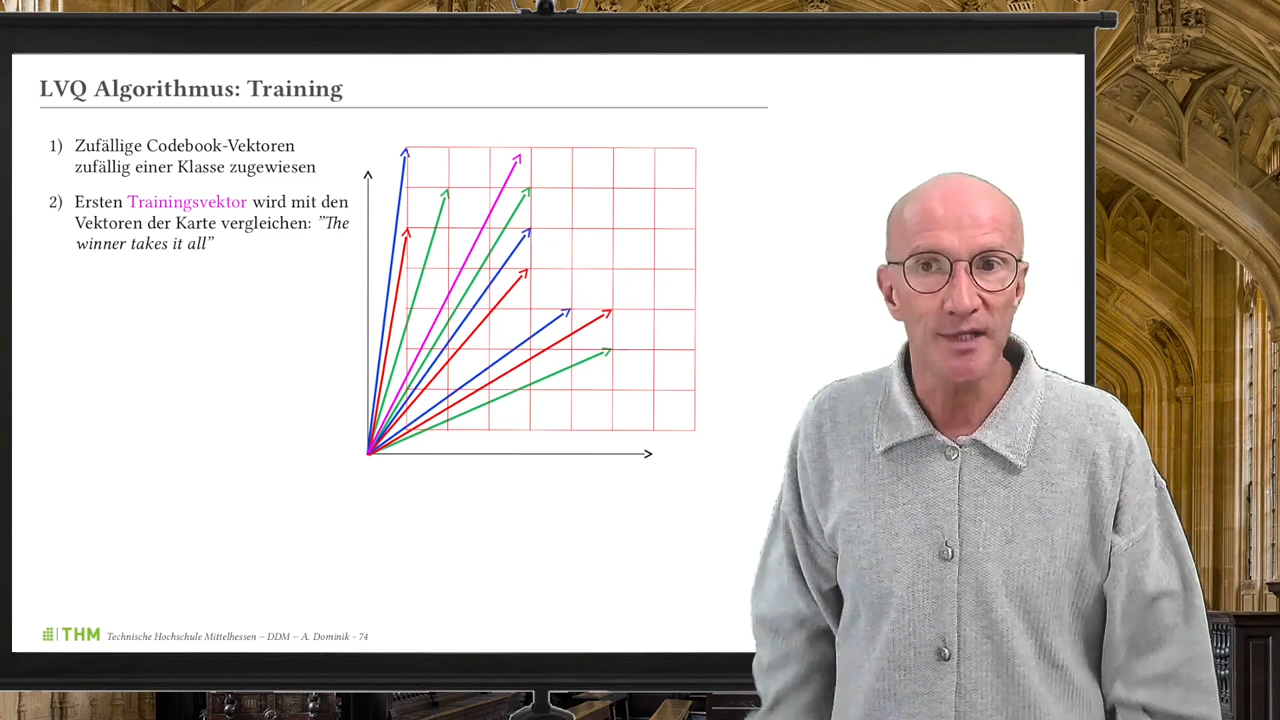 LVQ Algorithmus: Training
1) Zufällige Codebook-Vektoren
zufällig einer Klasse zugewiesen
2) Ersten Trainingsvektor wird mit den
Vektoren der Karte vergleichen: ”The
winner takes it all”
THM Technische Hochschule Mittelhessen – DDM – A. Dominik - 74